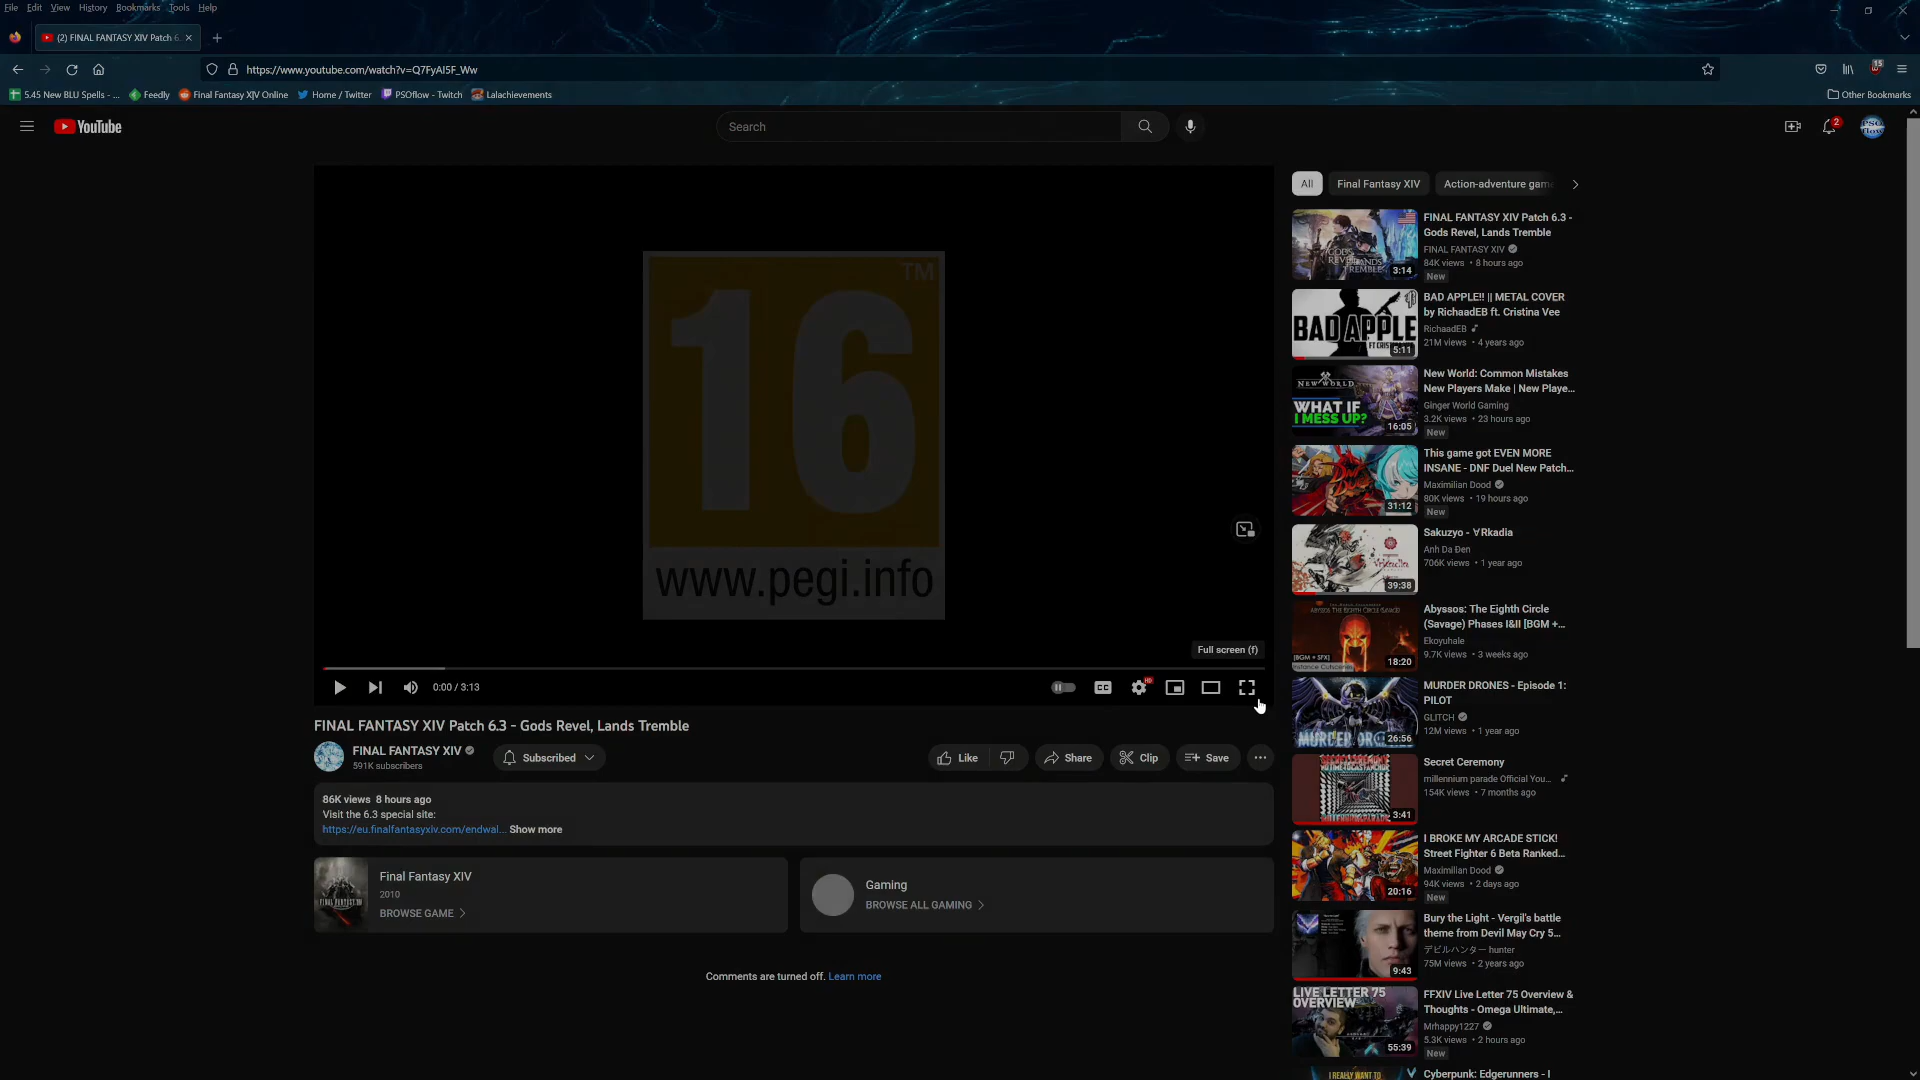 File Edit View History Bookmarks Tools Help
(2) FINAL FANTASY XIV Patch 6.
https://www.youtube.com/watch?v=Q7FyAI5F_Ww
15
5.45 New BLU Spells - ... Feedly Final Fantasy X|V Online Home / Twitter PSOflow - Twitch Lalachievements Other Bookmarks
YouTube
Search
2
TM
16
www.pegi.info
Full screen (f)
0:00 / 3:13
CC
HD
FINAL FANTASY XIV Patch 6.3 - Gods Revel, Lands Tremble
FINAL FANTASY XIV
591K subscribers
Subscribed
Like
Share
Clip
Save
86K views 8 hours ago
Visit the 6.3 special site:
https://eu.finalfantasyxiv.com/endwal... Show more
Final Fantasy XIV
2010
BROWSE GAME
Gaming
BROWSE ALL GAMING
Comments are turned off. Learn more
All Final Fantasy XIV Action-adventure game
3:14
FINAL FANTASY XIV Patch 6.3 -
Gods Revel, Lands Tremble
FINAL FANTASY XIV
84K views • 8 hours ago
New
BAD APPLE
5:11
BAD APPLE!! || METAL COVER
by RichaadEB ft. Cristina Vee
RichaadEB
21M views • 4 years ago
NEW WORLD
WHAT IF
I MESS UP?
16:05
New World: Common Mistakes
New Players Make | New Playe...
Ginger World Gaming
3.2K views • 23 hours ago
New
31:12
This game got EVEN MORE
INSANE - DNF Duel New Patch...
Maximilian Dood
80K views • 19 hours ago
New
39:38
Sakuzyo - ∀Rkadia
Anh Da Đen
706K views • 1 year ago
[BGM + SFX]
18:20
Abyssos: The Eighth Circle
(Savage) Phases I&II [BGM +...
Ekoyuhale
9.7K views • 3 weeks ago
26:56
MURDER DRONES - Episode 1:
PILOT
GLITCH
12M views • 1 year ago
3:41
Secret Ceremony
millennium parade Official You...
154K views • 7 months ago
20:16
I BROKE MY ARCADE STICK!
Street Fighter 6 Beta Ranked...
Maximilian Dood
94K views • 2 days ago
New
9:43
Bury the Light - Vergil's battle
theme from Devil May Cry 5...
デビルハンター hunter
75M views • 2 years ago
LIVE LETTER 75
OVERVIEW
55:39
FFXIV Live Letter 75 Overview &
Thoughts - Omega Ultimate,...
Mrhappy1227
5.3K views • 2 hours ago
New
I REALLY WANT TO
Cyberpunk: Edgerunners - I